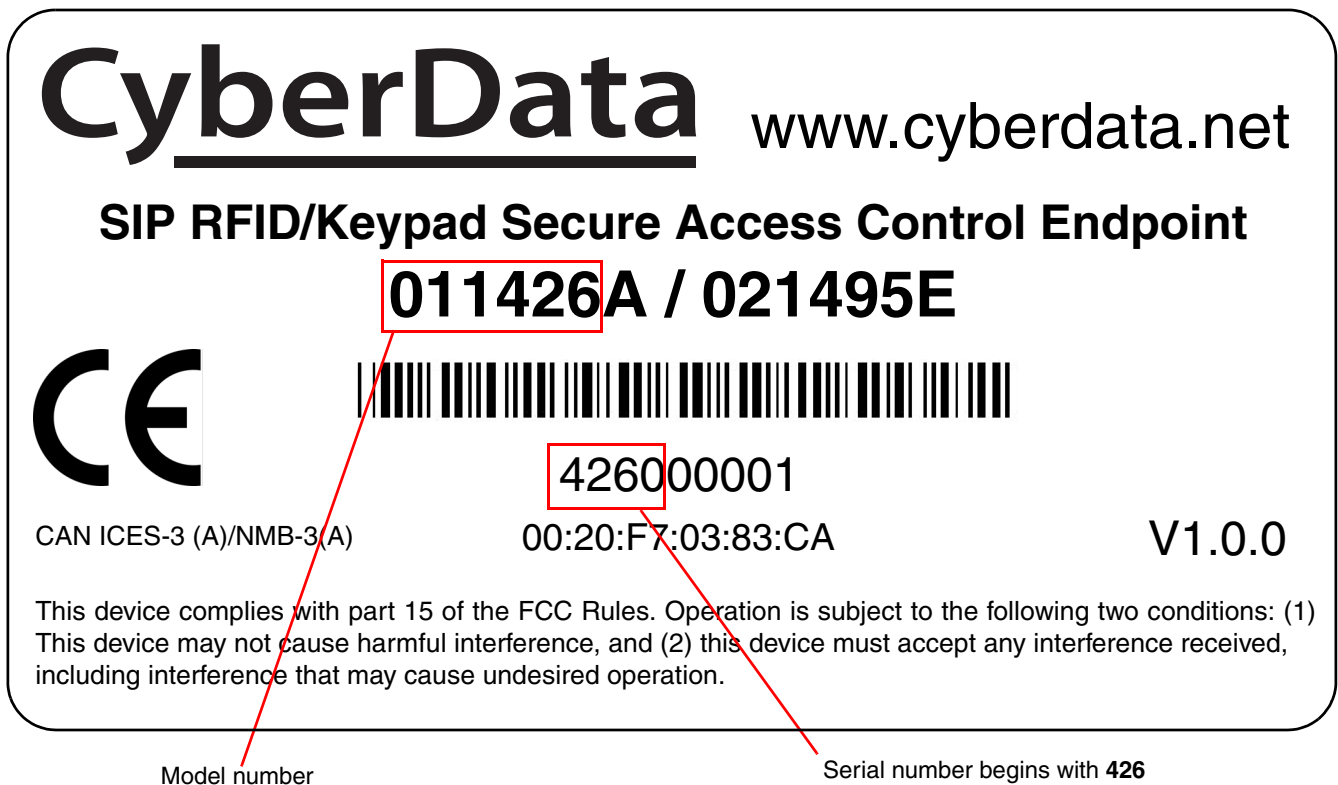 CyberData www.cyberdata.net
SIP RFID/Keypad Secure Access Control Endpoint
011426A / 021495E
CE
426000001
CAN ICES-3 (A)/NMB-3(A) 00:20:F7:03:83:CA V1.0.0
This device complies with part 15 of the FCC Rules. Operation is subject to the following two conditions: (1)
This device may not cause harmful interference, and (2) this device must accept any interference received,
including interference that may cause undesired operation.
Model number Serial number begins with 426